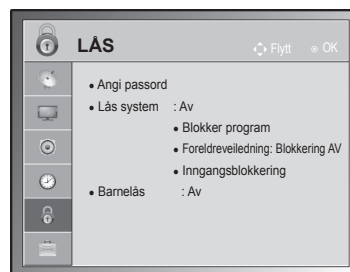 LÅS
Flytt OK
• Angi passord
• Lås system : Av
• Blokker program
• Foreldreveiledning: Blokkering AV
• Inngangsblokkering
• Barnelås : Av